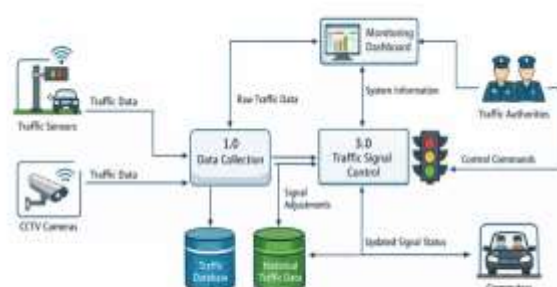 Monitoring
Dashboard
Traffic Data
Raw Traffic Data
System Information
Traffic Sensors
Traffic Authorities
1.0
Data Collection
3.0
Traffic Signal
Control
Traffic Data
Control Commands
Signal
Adjustments
CCTV Cameras
Updated Signal Status
Traffic
Database
Historical
Traffic Data